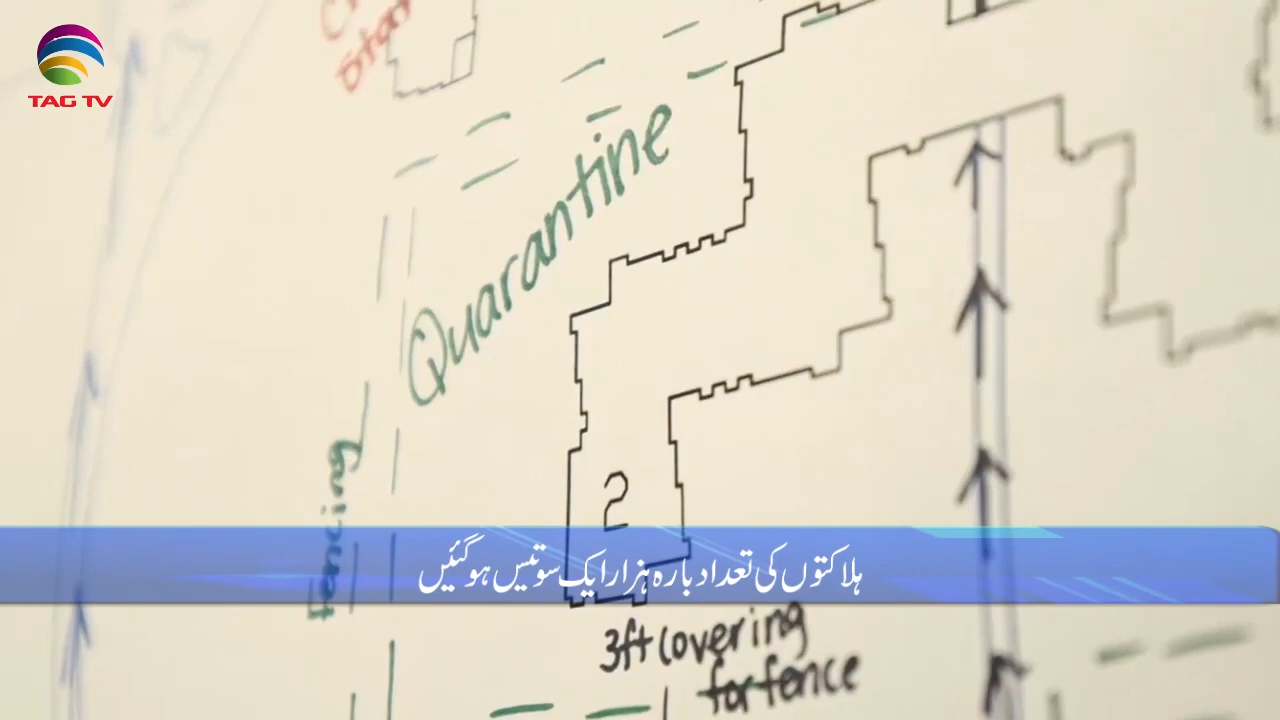 TAG TV
Quarantine
fencing
2
ہلاکتوں کی تعداد بارہ ہزار ایک سو تیس ہو گئیں
3ft covering
for fence